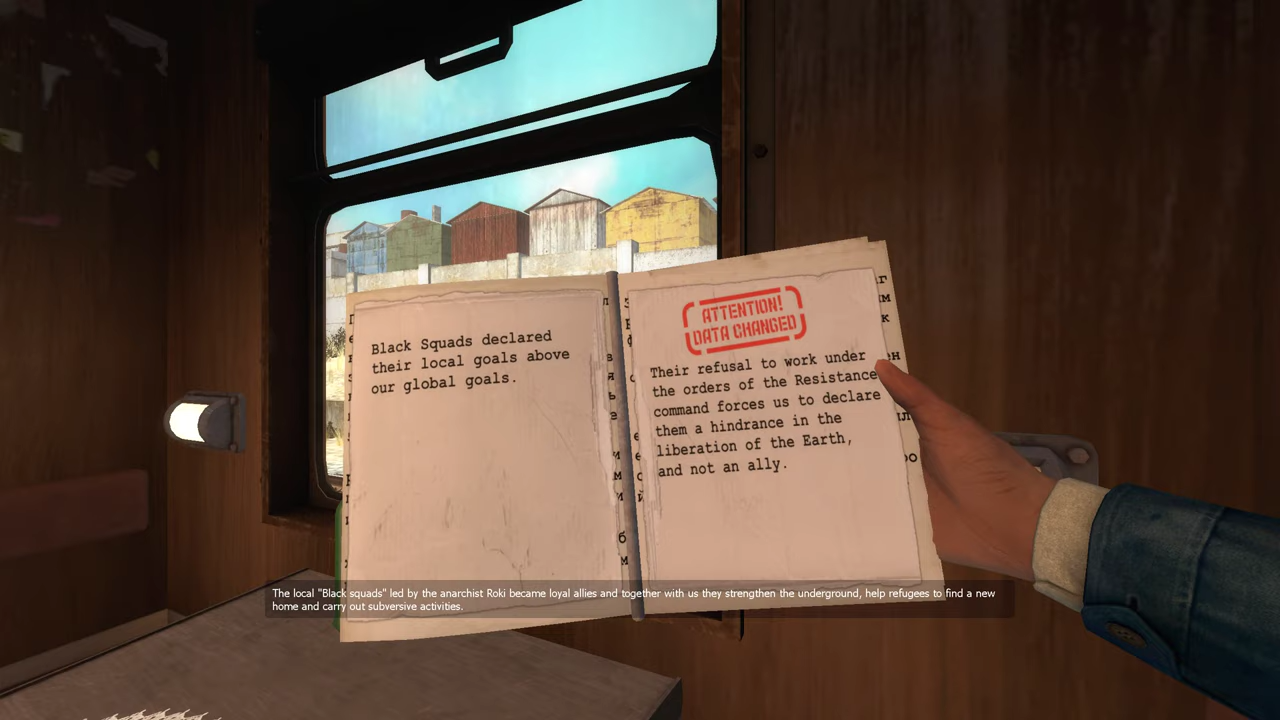 Black Squads declared
their local goals above
our global goals.
ATTENTION!
DATA CHANGED
Their refusal to work under
the orders of the Resistance
command forces us to declare
them a hindrance in the
liberation of the Earth,
and not an ally.
The local "Black squads" led by the anarchist Roki became loyal allies and together with us they strengthen the underground, help refugees to find a new
home and carry out subversive activities.